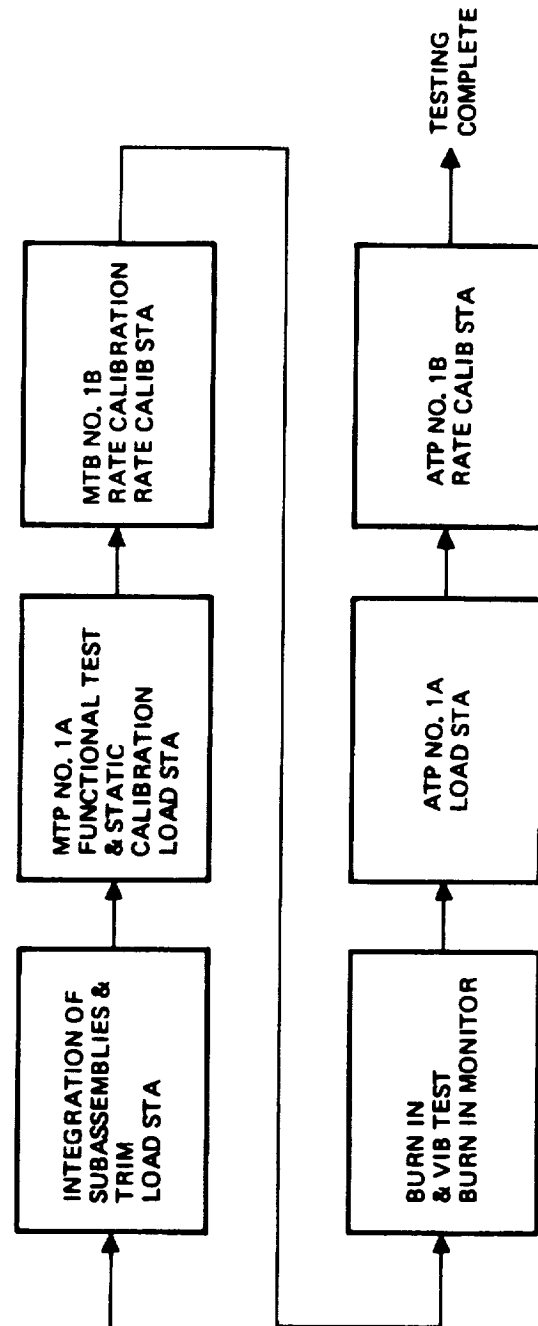 INTEGRATION OF
SUBASSEMBLIES &
TRIM
LOAD STA
MTP NO. 1A
FUNCTIONAL TEST
& STATIC
CALIBRATION
LOAD STA
MTB NO. 1B
RATE CALIBRATION
RATE CALIB STA
BURN IN
& VIB TEST
BURN IN MONITOR
ATP NO. 1A
LOAD STA
ATP NO. 1B
RATE CALIB STA
TESTING
COMPLETE